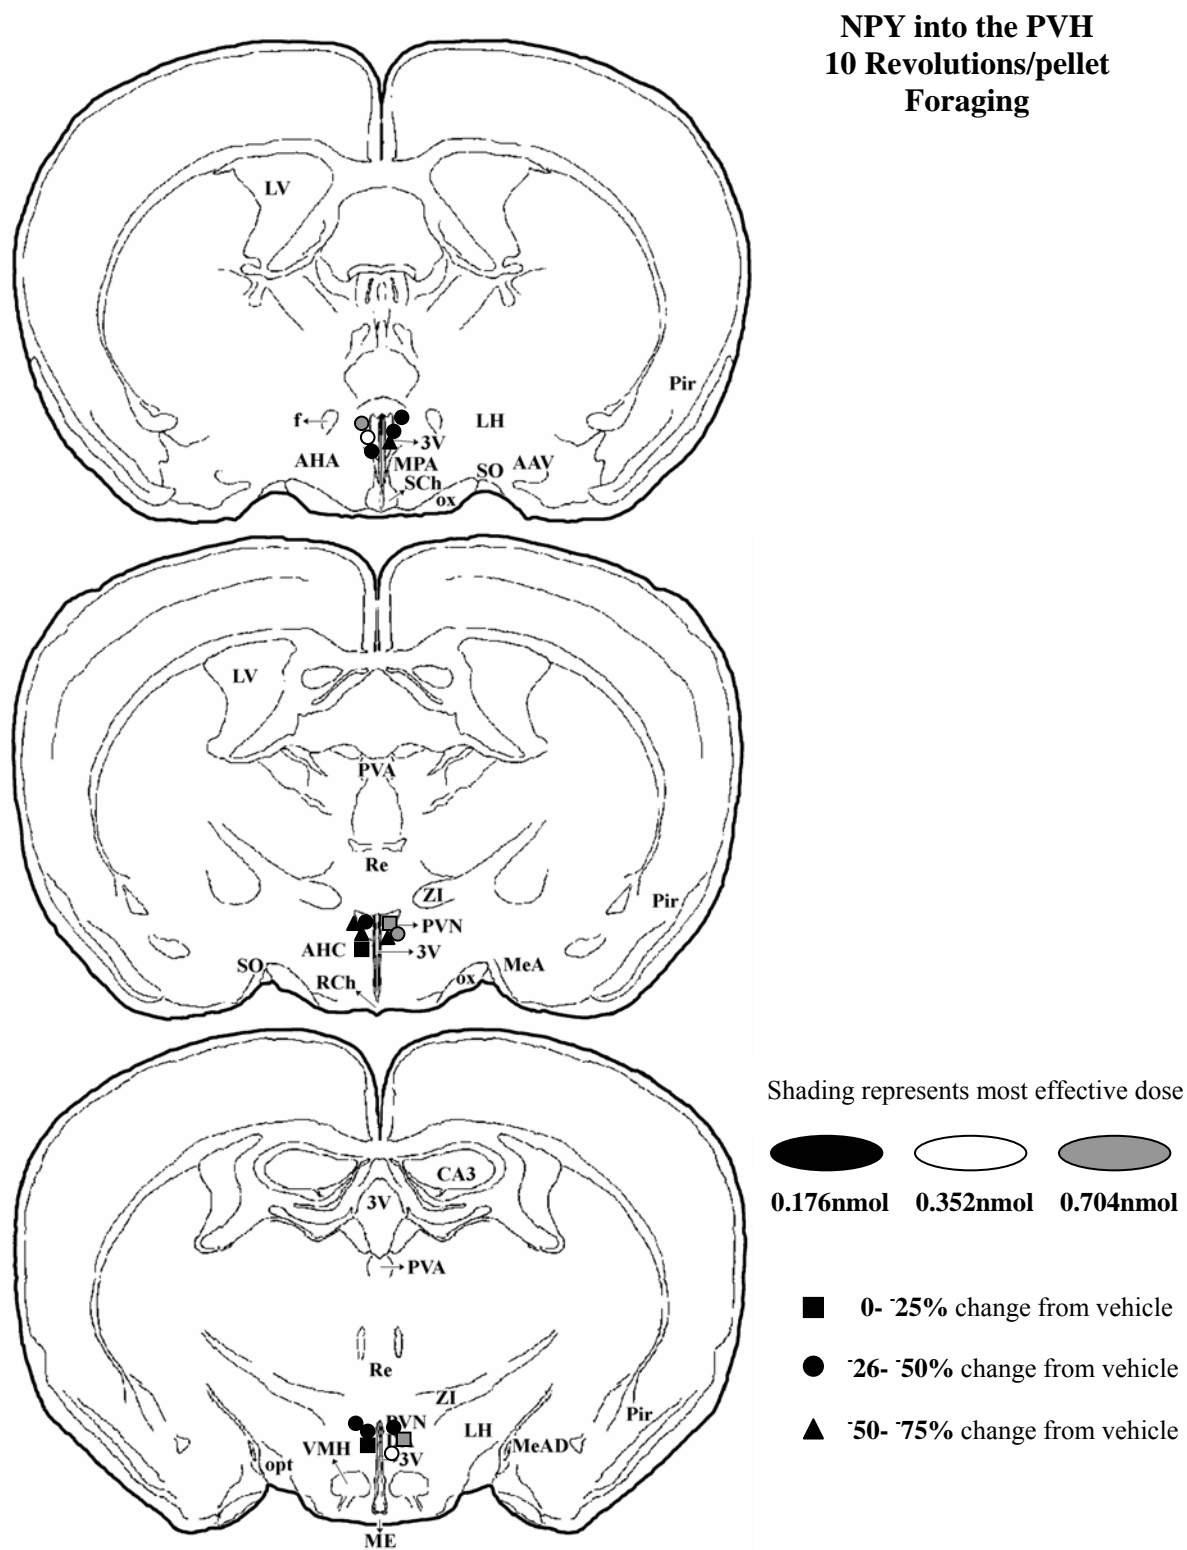 NPY into the PVH
10 Revolutions/pellet
Foraging
LV
Pir
f
LH
3V
AHA
MPA
SO
AAV
SCh
ox
LV
PVA
Re
ZI
Pir
PVN
AHC
3V
SO
MeA
RCh
ox
Shading represents most effective dose
0.176nmol 0.352nmol 0.704nmol
CA3
3V
PVA
0- -25% change from vehicle
-26- -50% change from vehicle
-50- -75% change from vehicle
Re
ZI
Pir
PVN
LH
VMH
MeAD
3V
opt
ME